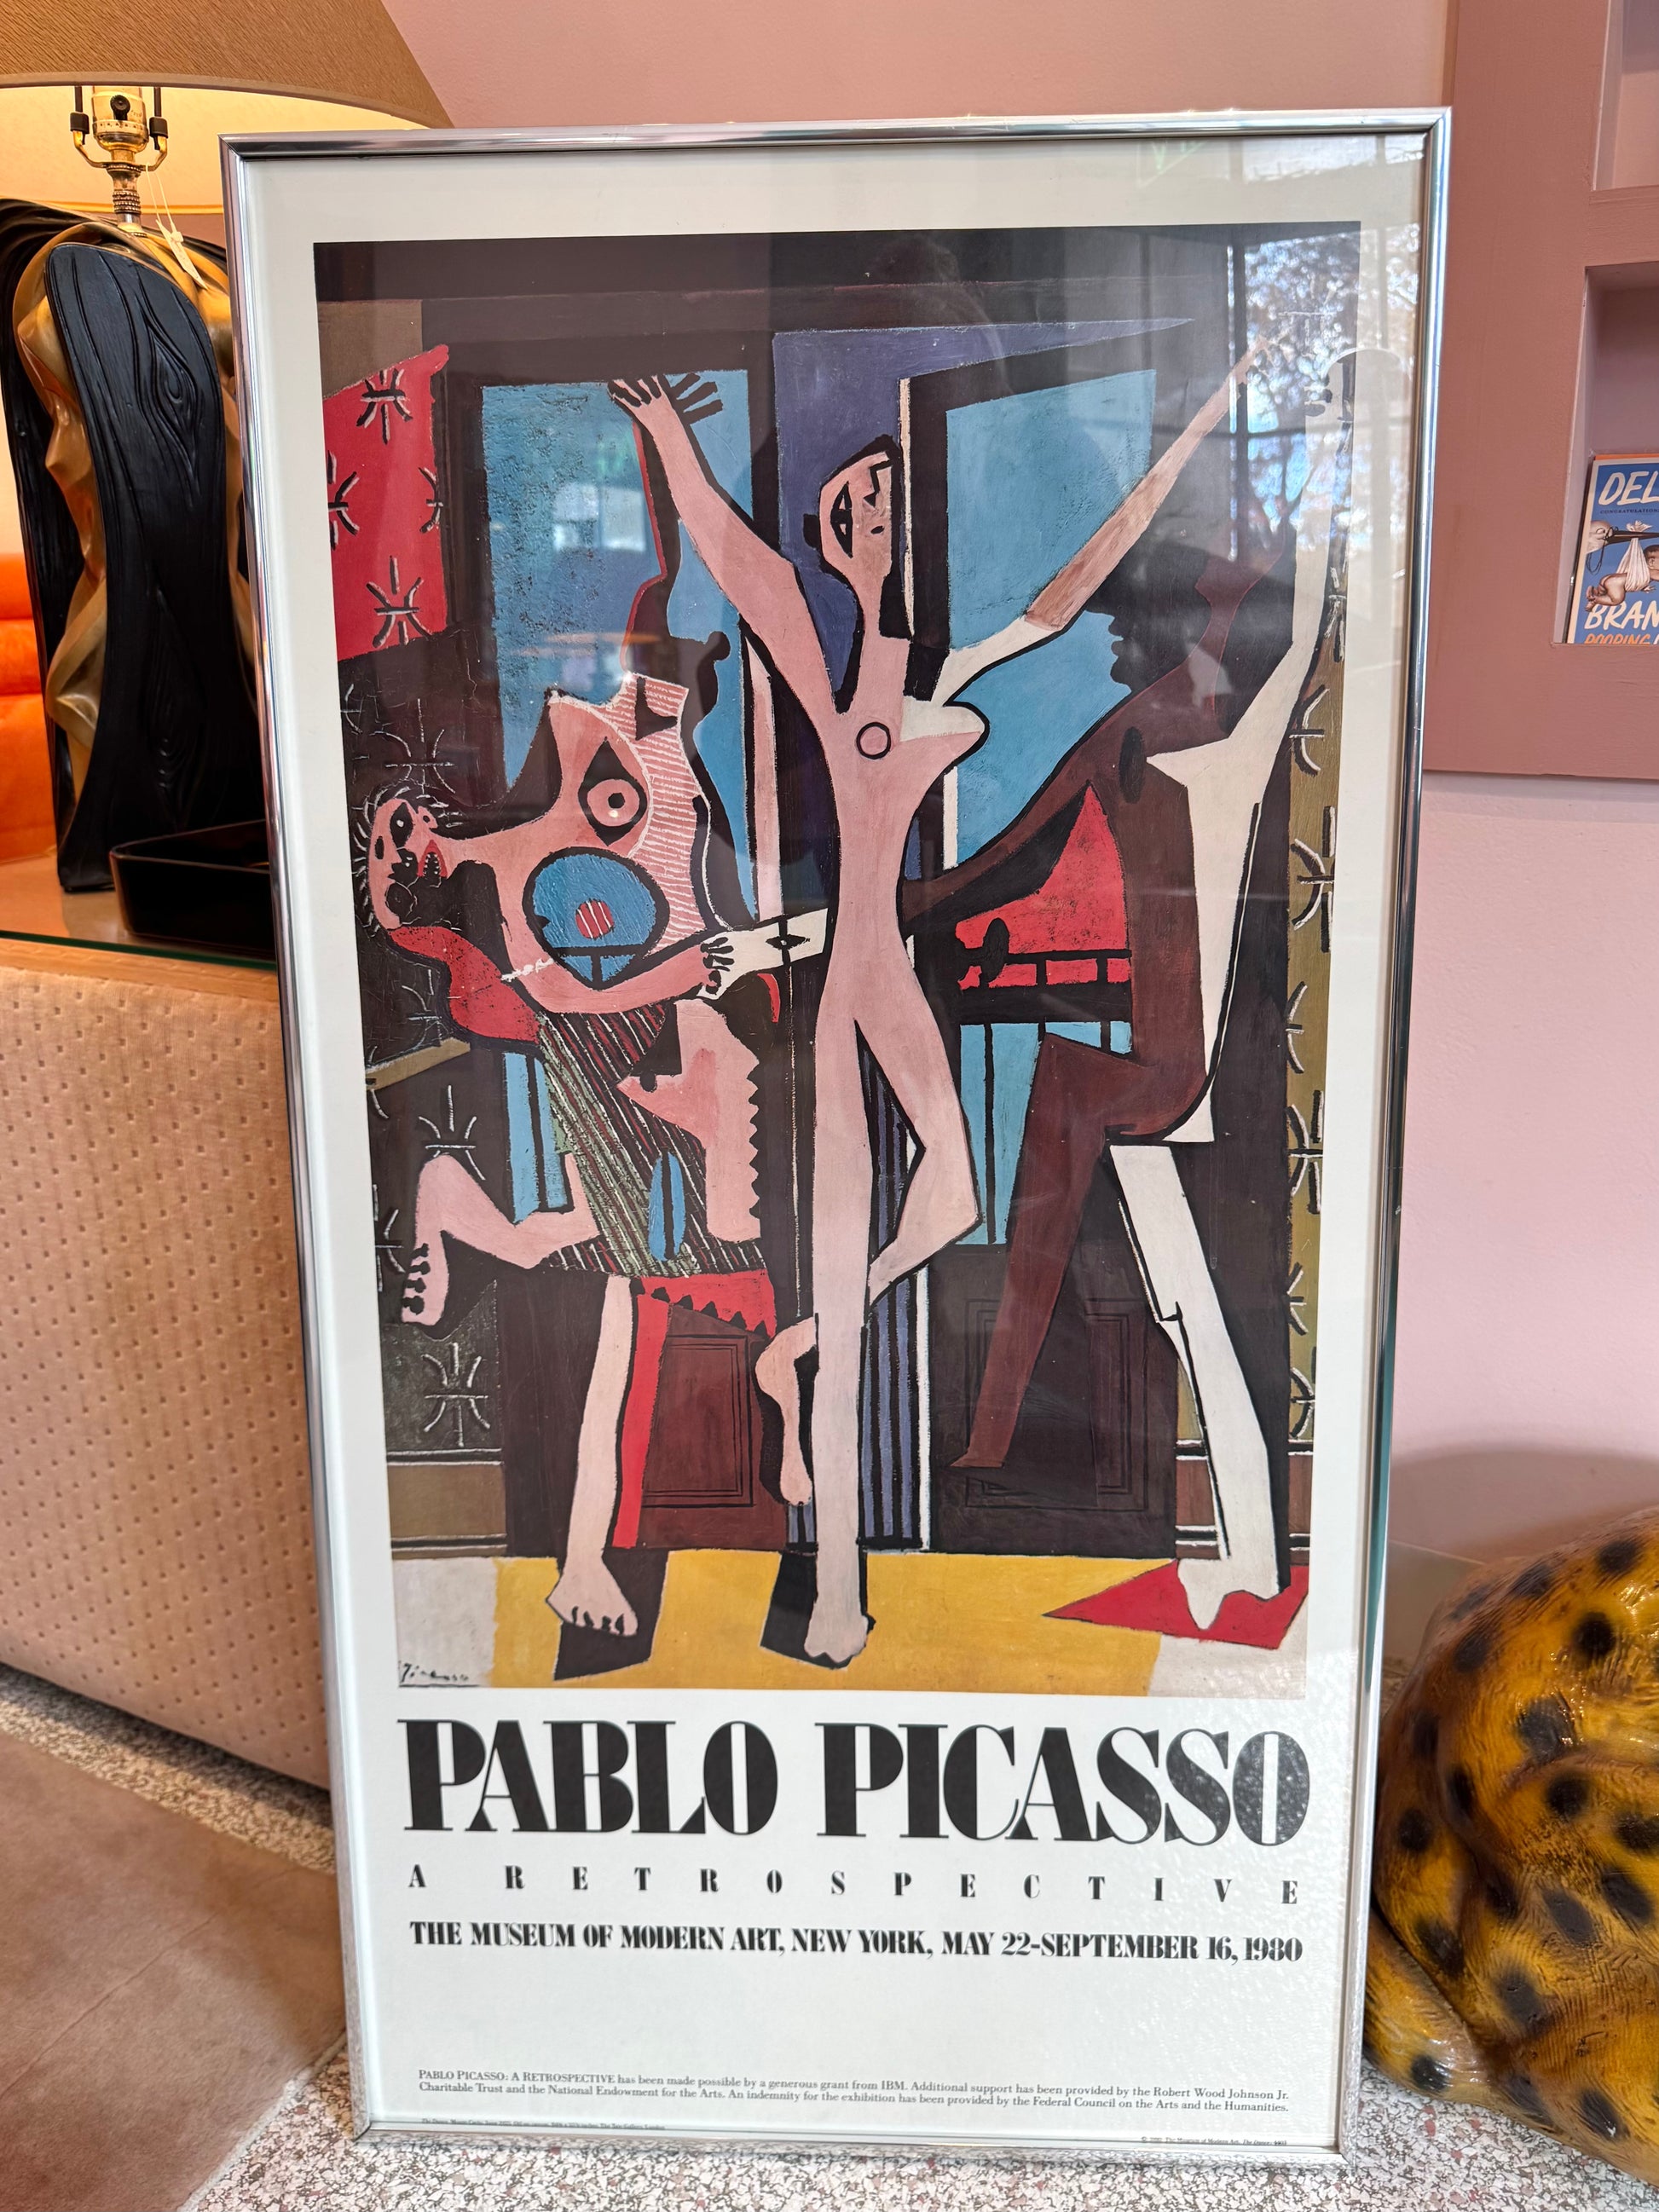 DEL
BRAN
Picasso
PABLO PICASSO
A RETROSPECTIVE
THE MUSEUM OF MODERN ART, NEW YORK, MAY 22-SEPTEMBER 16, 1980
PABLO PICASSO: A RETROSPECTIVE has been made possible by a generous grant from IBM. Additional support has been provided by the Robert Wood Johnson Jr.
Charitable Trust and the National Endowment for the Arts. An indemnity for the exhibition has been provided by the Federal Council on the Arts and the Humanities.